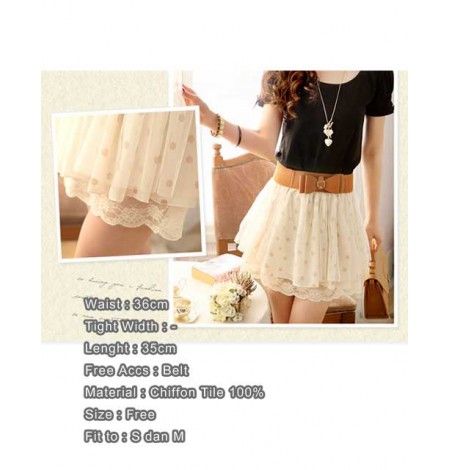 Waist : 36cm
Tight Width : -
Lenght : 35cm
Free Accs : Belt
Material : Chiffon Tile 100%
Size : Free
Fit to : S dan M